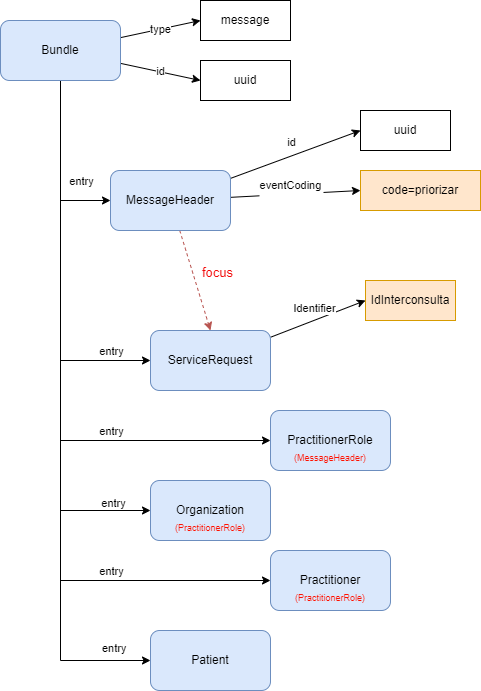 message
type
Bundle
id
uuid
id
uuid
entry
MessageHeader
eventCoding
code=priorizar
focus
Identifier
IdInterconsulta
entry
ServiceRequest
entry
PractitionerRole
(MessageHeader)
entry
Organization
(PractitionerRole)
entry
Practitioner
(PractitionerRole)
entry
Patient